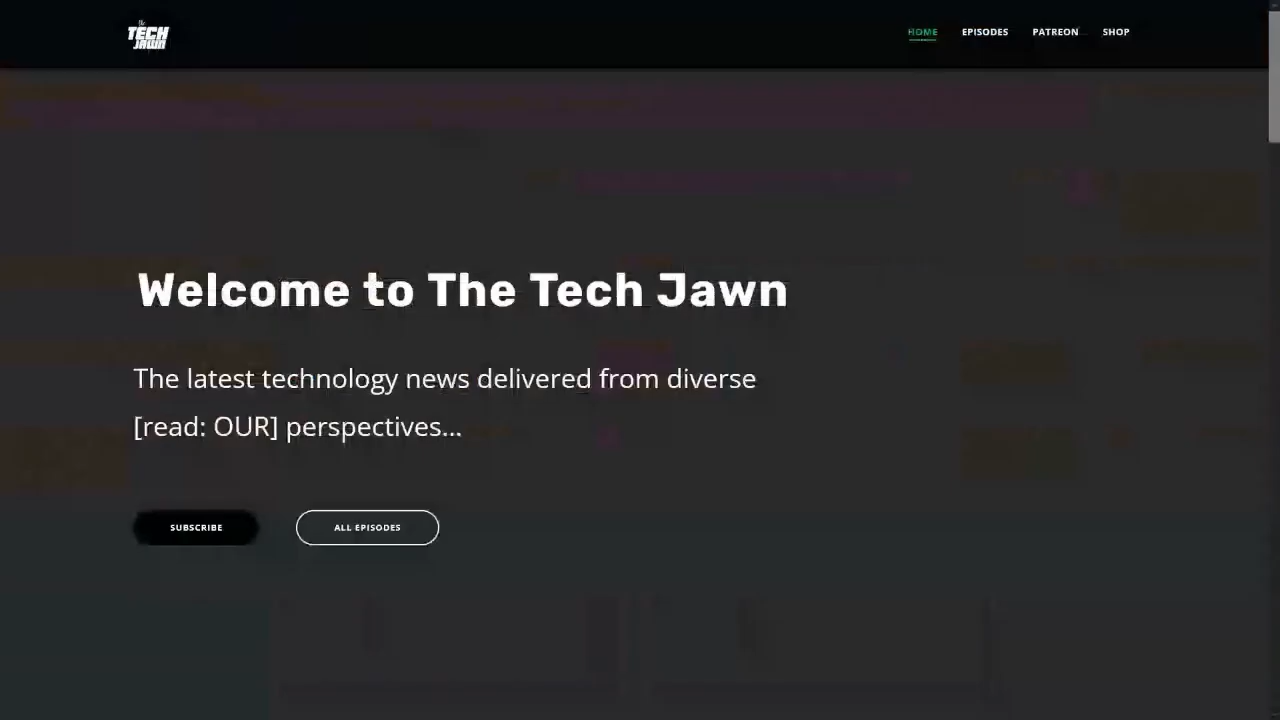 the
TECH
JAWN
HOME
EPISODES
PATREON
SHOP
Welcome to The Tech Jawn
The latest technology news delivered from diverse
[read: OUR] perspectives...
SUBSCRIBE
ALL EPISODES